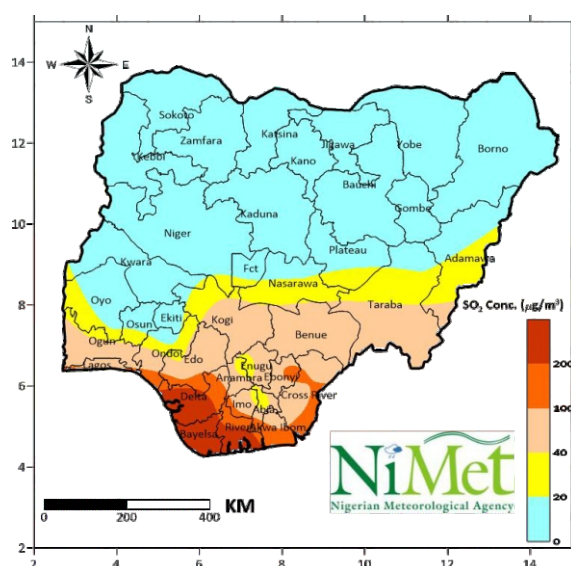 N
W E
S
14
12
10
8
6
4
2
Sokoto
Zamfara
Kebbi
Katsina
Kano
Jigawa
Yobe
Borno
Bauchi
Gombe
Kaduna
Niger
Plateau
Adamawa
Fct
Kwara
Nasarawa
Taraba
Oyo
Osun
Ekiti
Kogi
Benue
Ogun
Ondo
Edo
Lagos
Enugu
Anambra
Ebonyi
Cross River
Delta
Imo
Abia
Bayelsa
Rivers
Akwa Ibom
SO₂ Conc. (µg/m³)
200
100
40
20
0
NiMet
Nigerian Meteorological Agency
0 200 400
KM
2 4 6 8 10 12 14